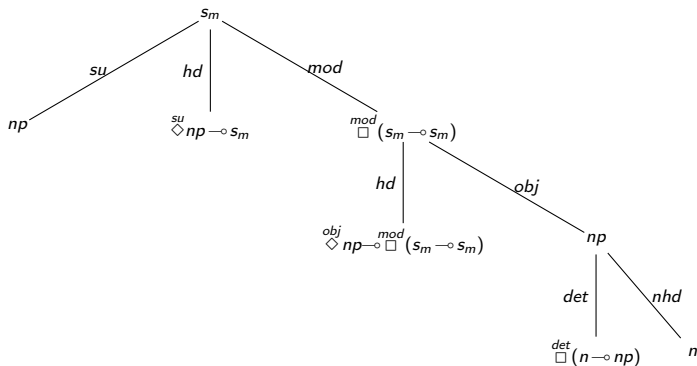 s_m
su hd mod
np ◇^su np ⊸ s_m □^mod (s_m ⊸ s_m)
hd obj
◇^obj np ⊸ □^mod (s_m ⊸ s_m) np
det nhd
□^det (n ⊸ np) n